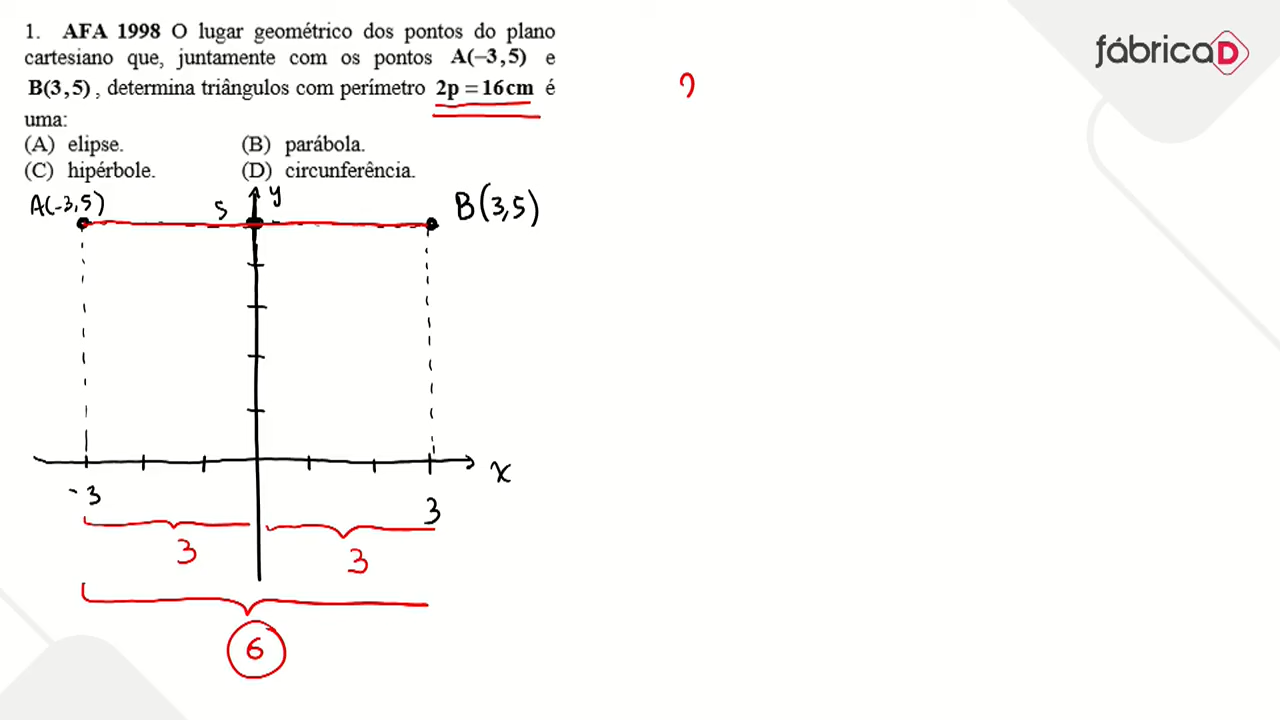 1. AFA 1998 O lugar geométrico dos pontos do plano
cartesiano que, juntamente com os pontos A(−3,5) e
B(3,5), determina triângulos com perímetro 2p = 16cm é
uma:
(A) elipse. (B) parábola.
(C) hipérbole. (D) circunferência.
fábricaD
A(-3,5)
5
y
B(3,5)
x
-3
3
3
3
6